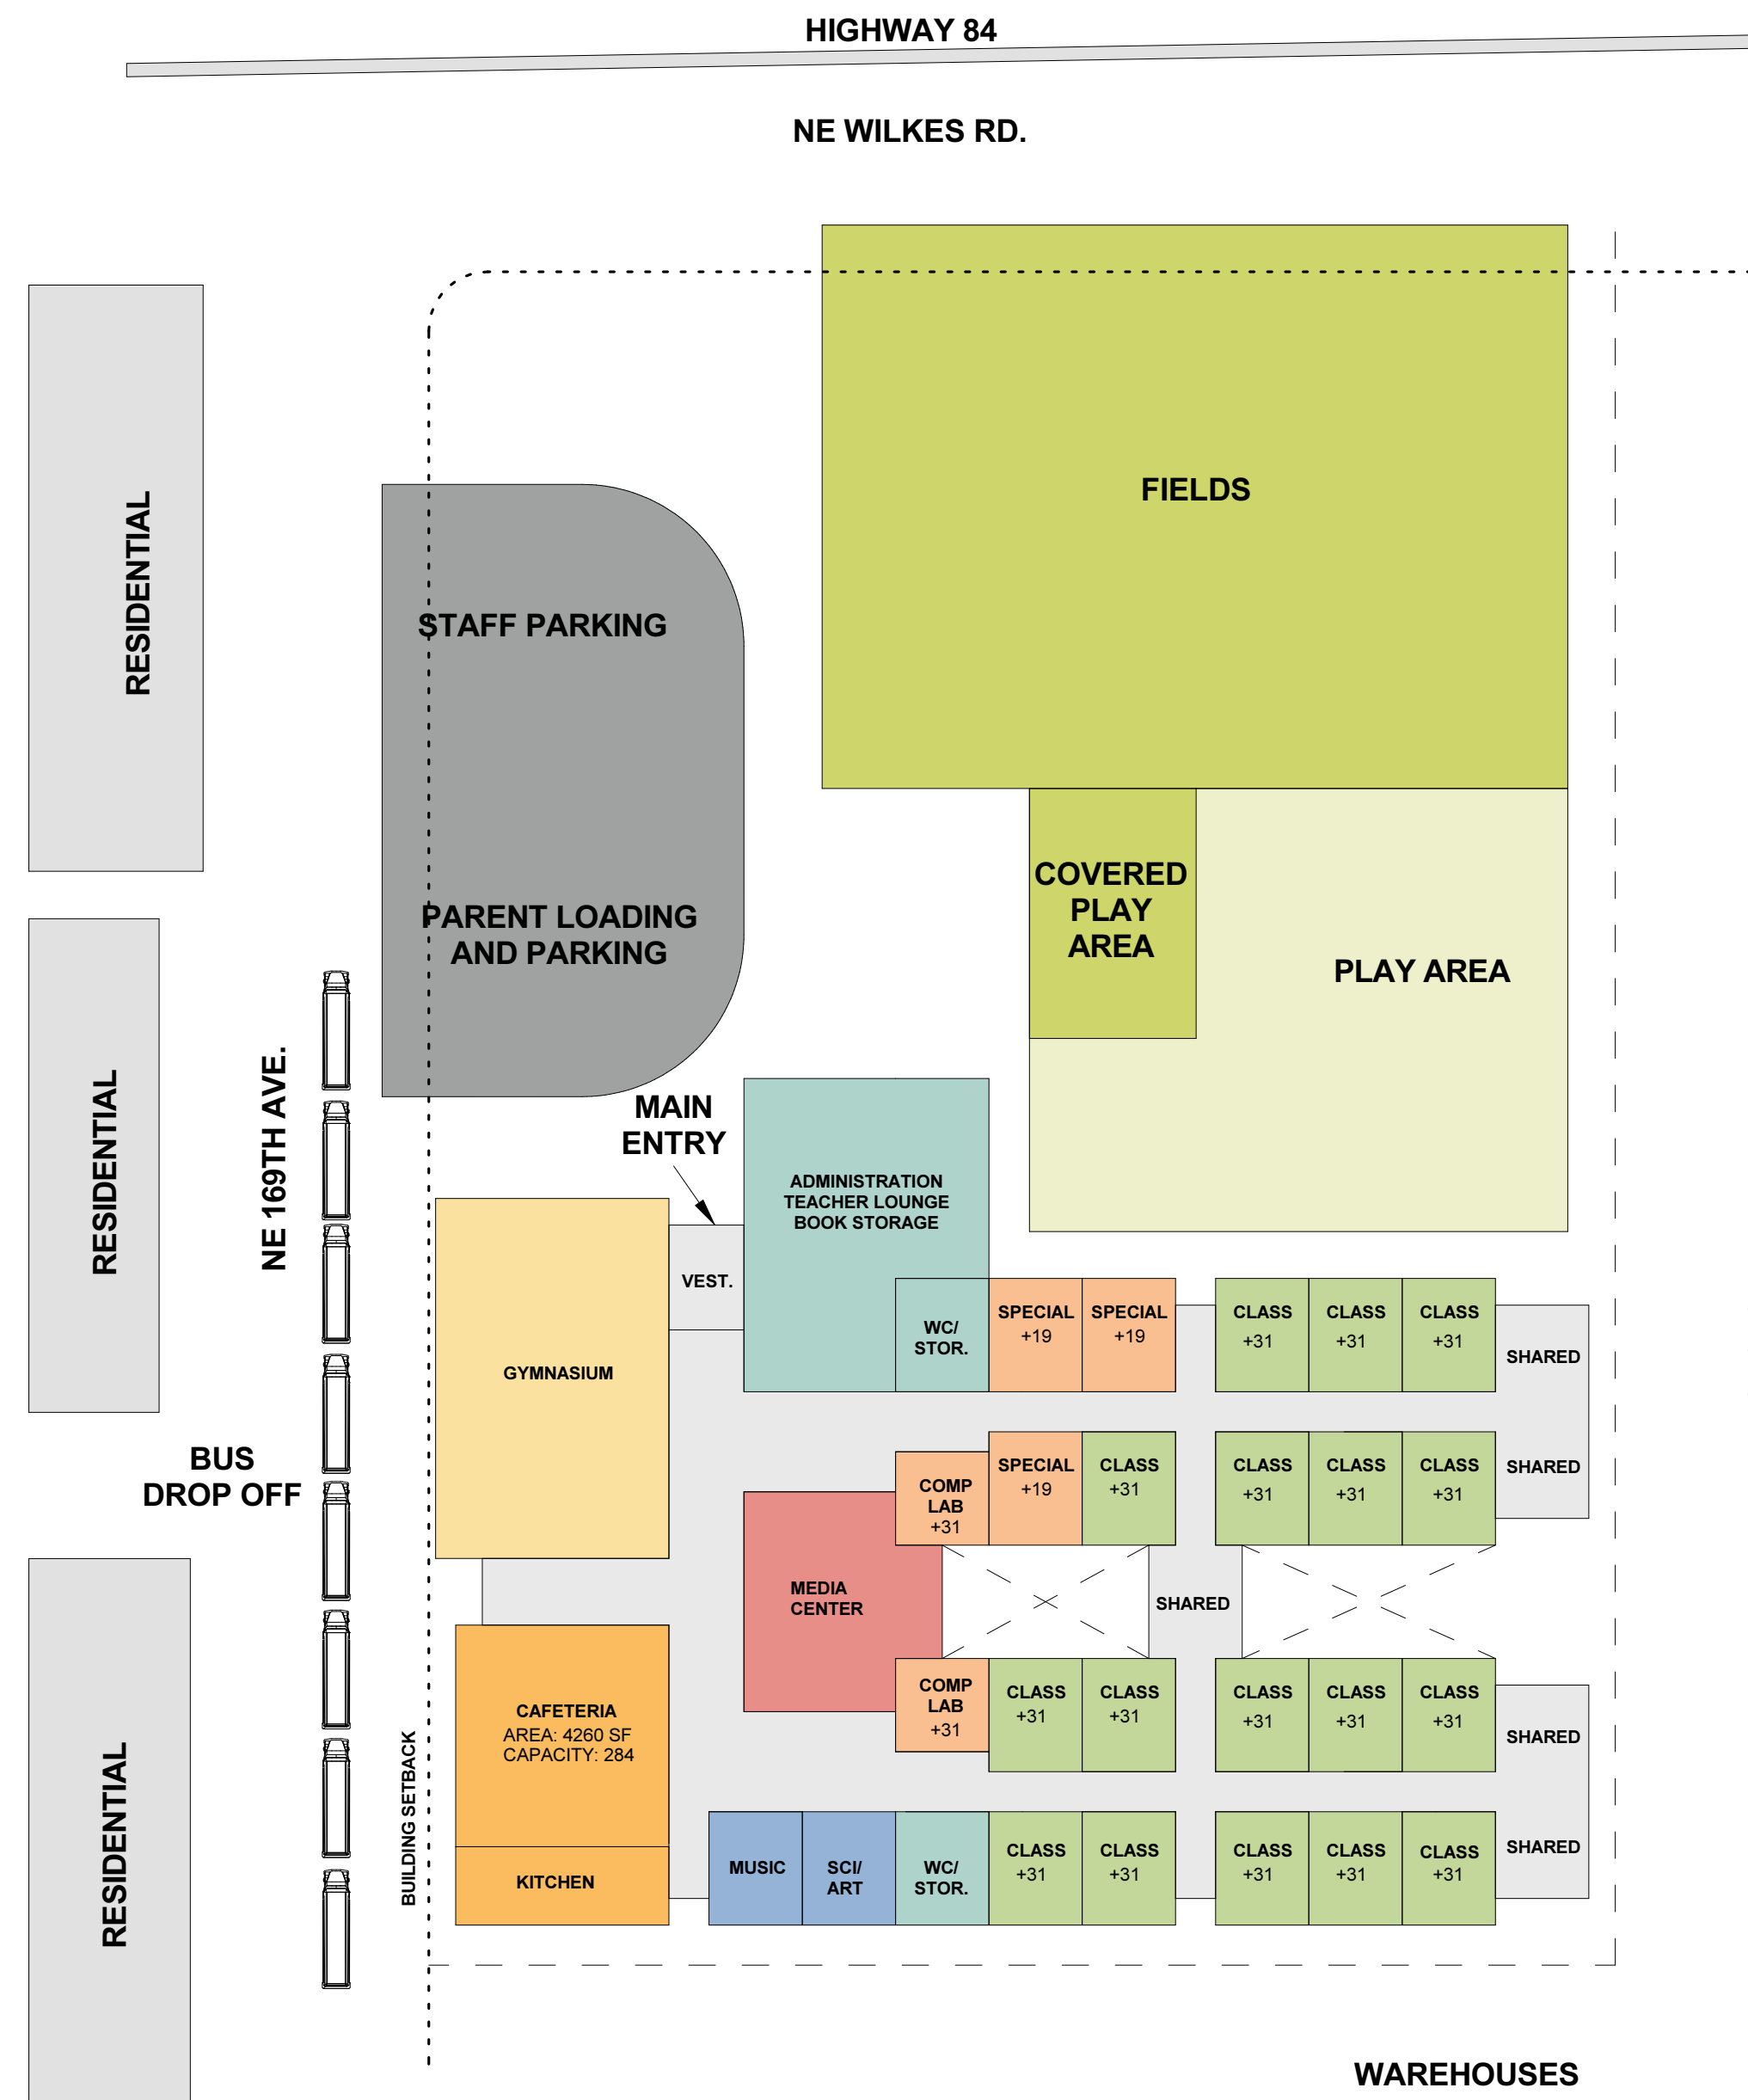 HIGHWAY 84
NE WILKES RD.
RESIDENTIAL
STAFF PARKING
FIELDS
PARENT LOADING
AND PARKING
COVERED
PLAY
AREA
PLAY AREA
RESIDENTIAL
NE 169TH AVE.
MAIN
ENTRY
ADMINISTRATION
TEACHER LOUNGE
BOOK STORAGE
VEST.
GYMNASIUM
WC/
STOR.
SPECIAL
+19
SPECIAL
+19
CLASS
+31
CLASS
+31
CLASS
+31
SHARED
BUS
DROP OFF
COMP
LAB
+31
SPECIAL
+19
CLASS
+31
CLASS
+31
CLASS
+31
CLASS
+31
SHARED
MEDIA
CENTER
SHARED
RESIDENTIAL
BUILDING SETBACK
CAFETERIA
AREA: 4260 SF
CAPACITY: 284
COMP
LAB
+31
CLASS
+31
CLASS
+31
CLASS
+31
CLASS
+31
CLASS
+31
SHARED
KITCHEN
MUSIC
SCI/
ART
WC/
STOR.
CLASS
+31
CLASS
+31
CLASS
+31
CLASS
+31
CLASS
+31
SHARED
WAREHOUSES